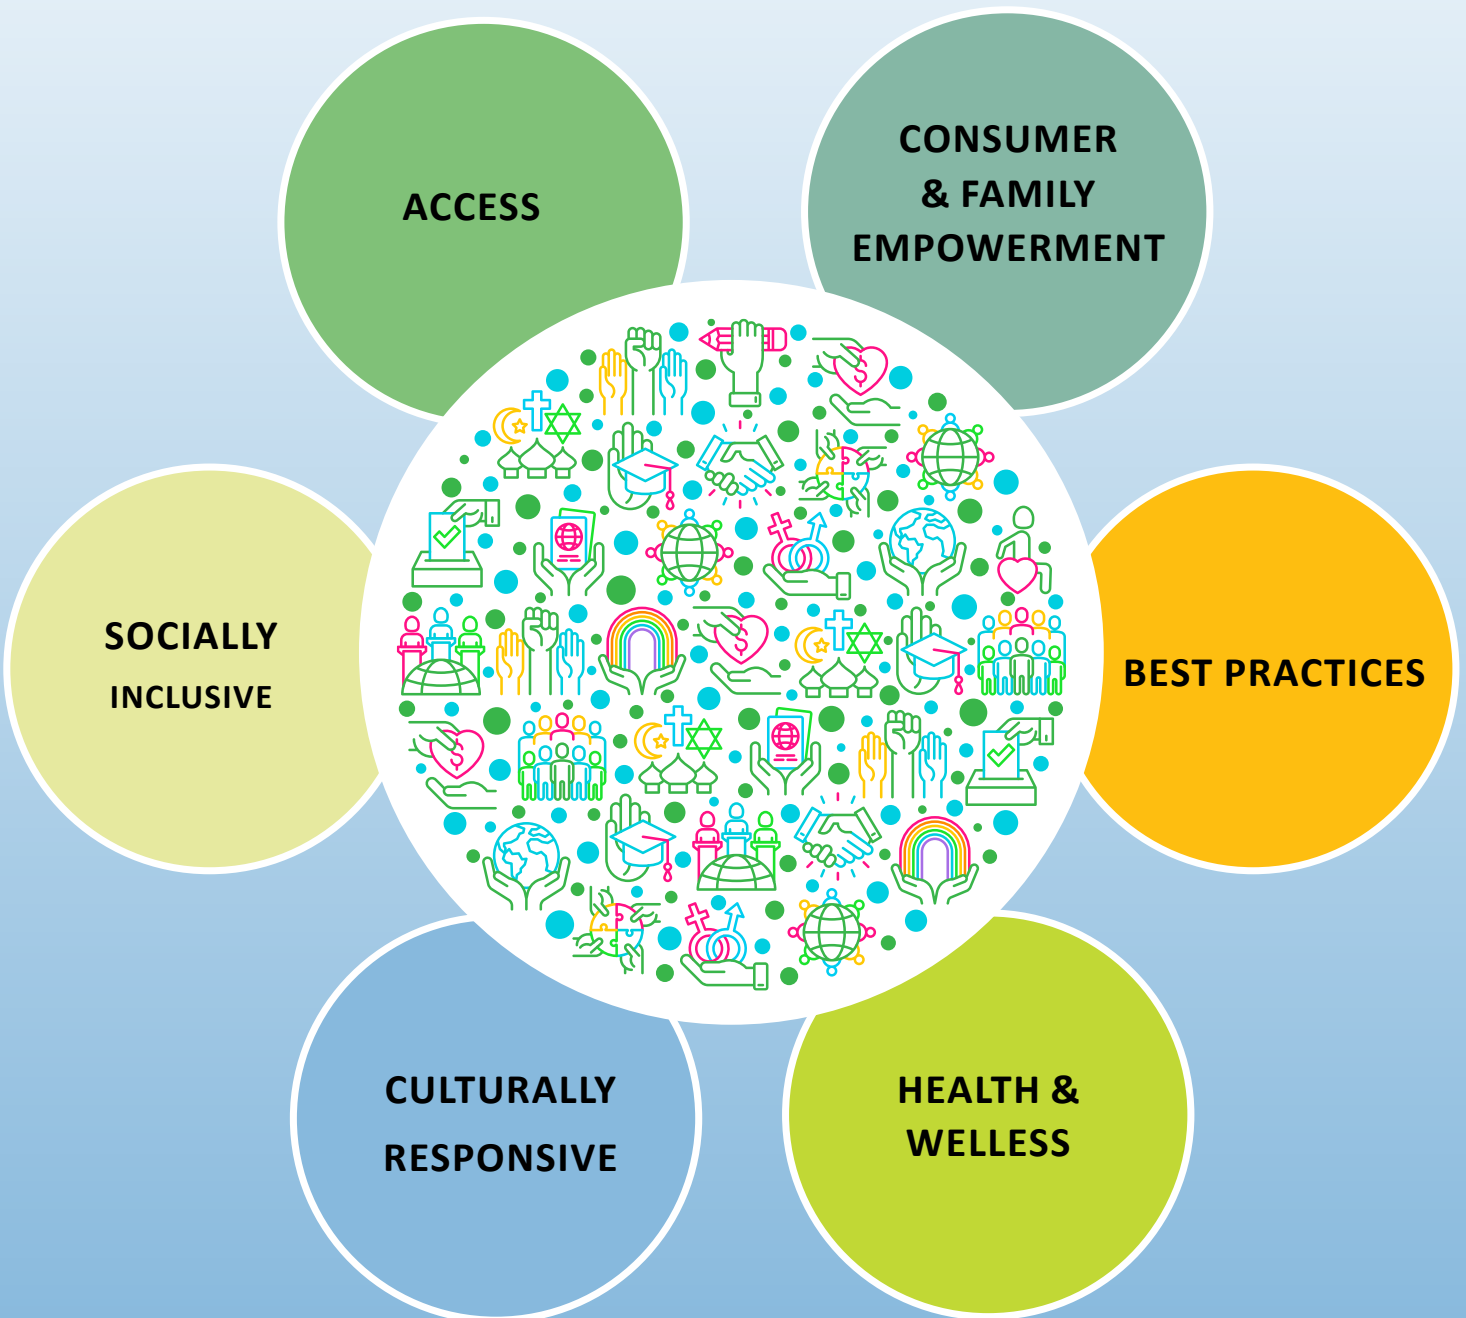 ACCESS
CONSUMER
& FAMILY
EMPOWERMENT
SOCIALLY
INCLUSIVE
BEST PRACTICES
CULTURALLY
RESPONSIVE
HEALTH &
WELLESS